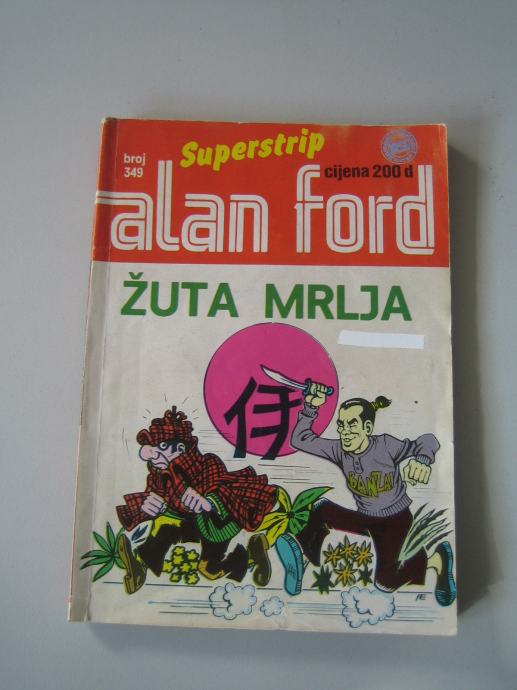 Superstrip
broj
349
cijena 200 d
alan ford
ŽUTA MRLJA
侍
BANZAI